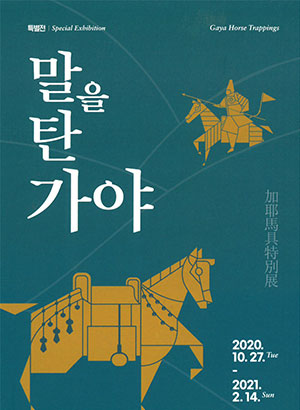 특별전 | Special Exhibition
Gaya Horse Trappings
말을
탄
가야
加耶馬具特別展
2020.
10. 27. Tue
-
2021.
2. 14. Sun